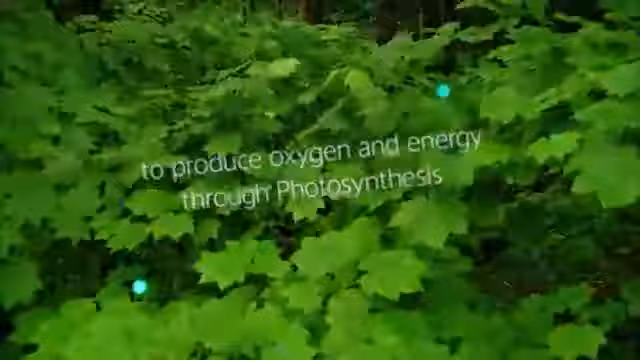 to produce oxygen and energy
through Photosynthesis